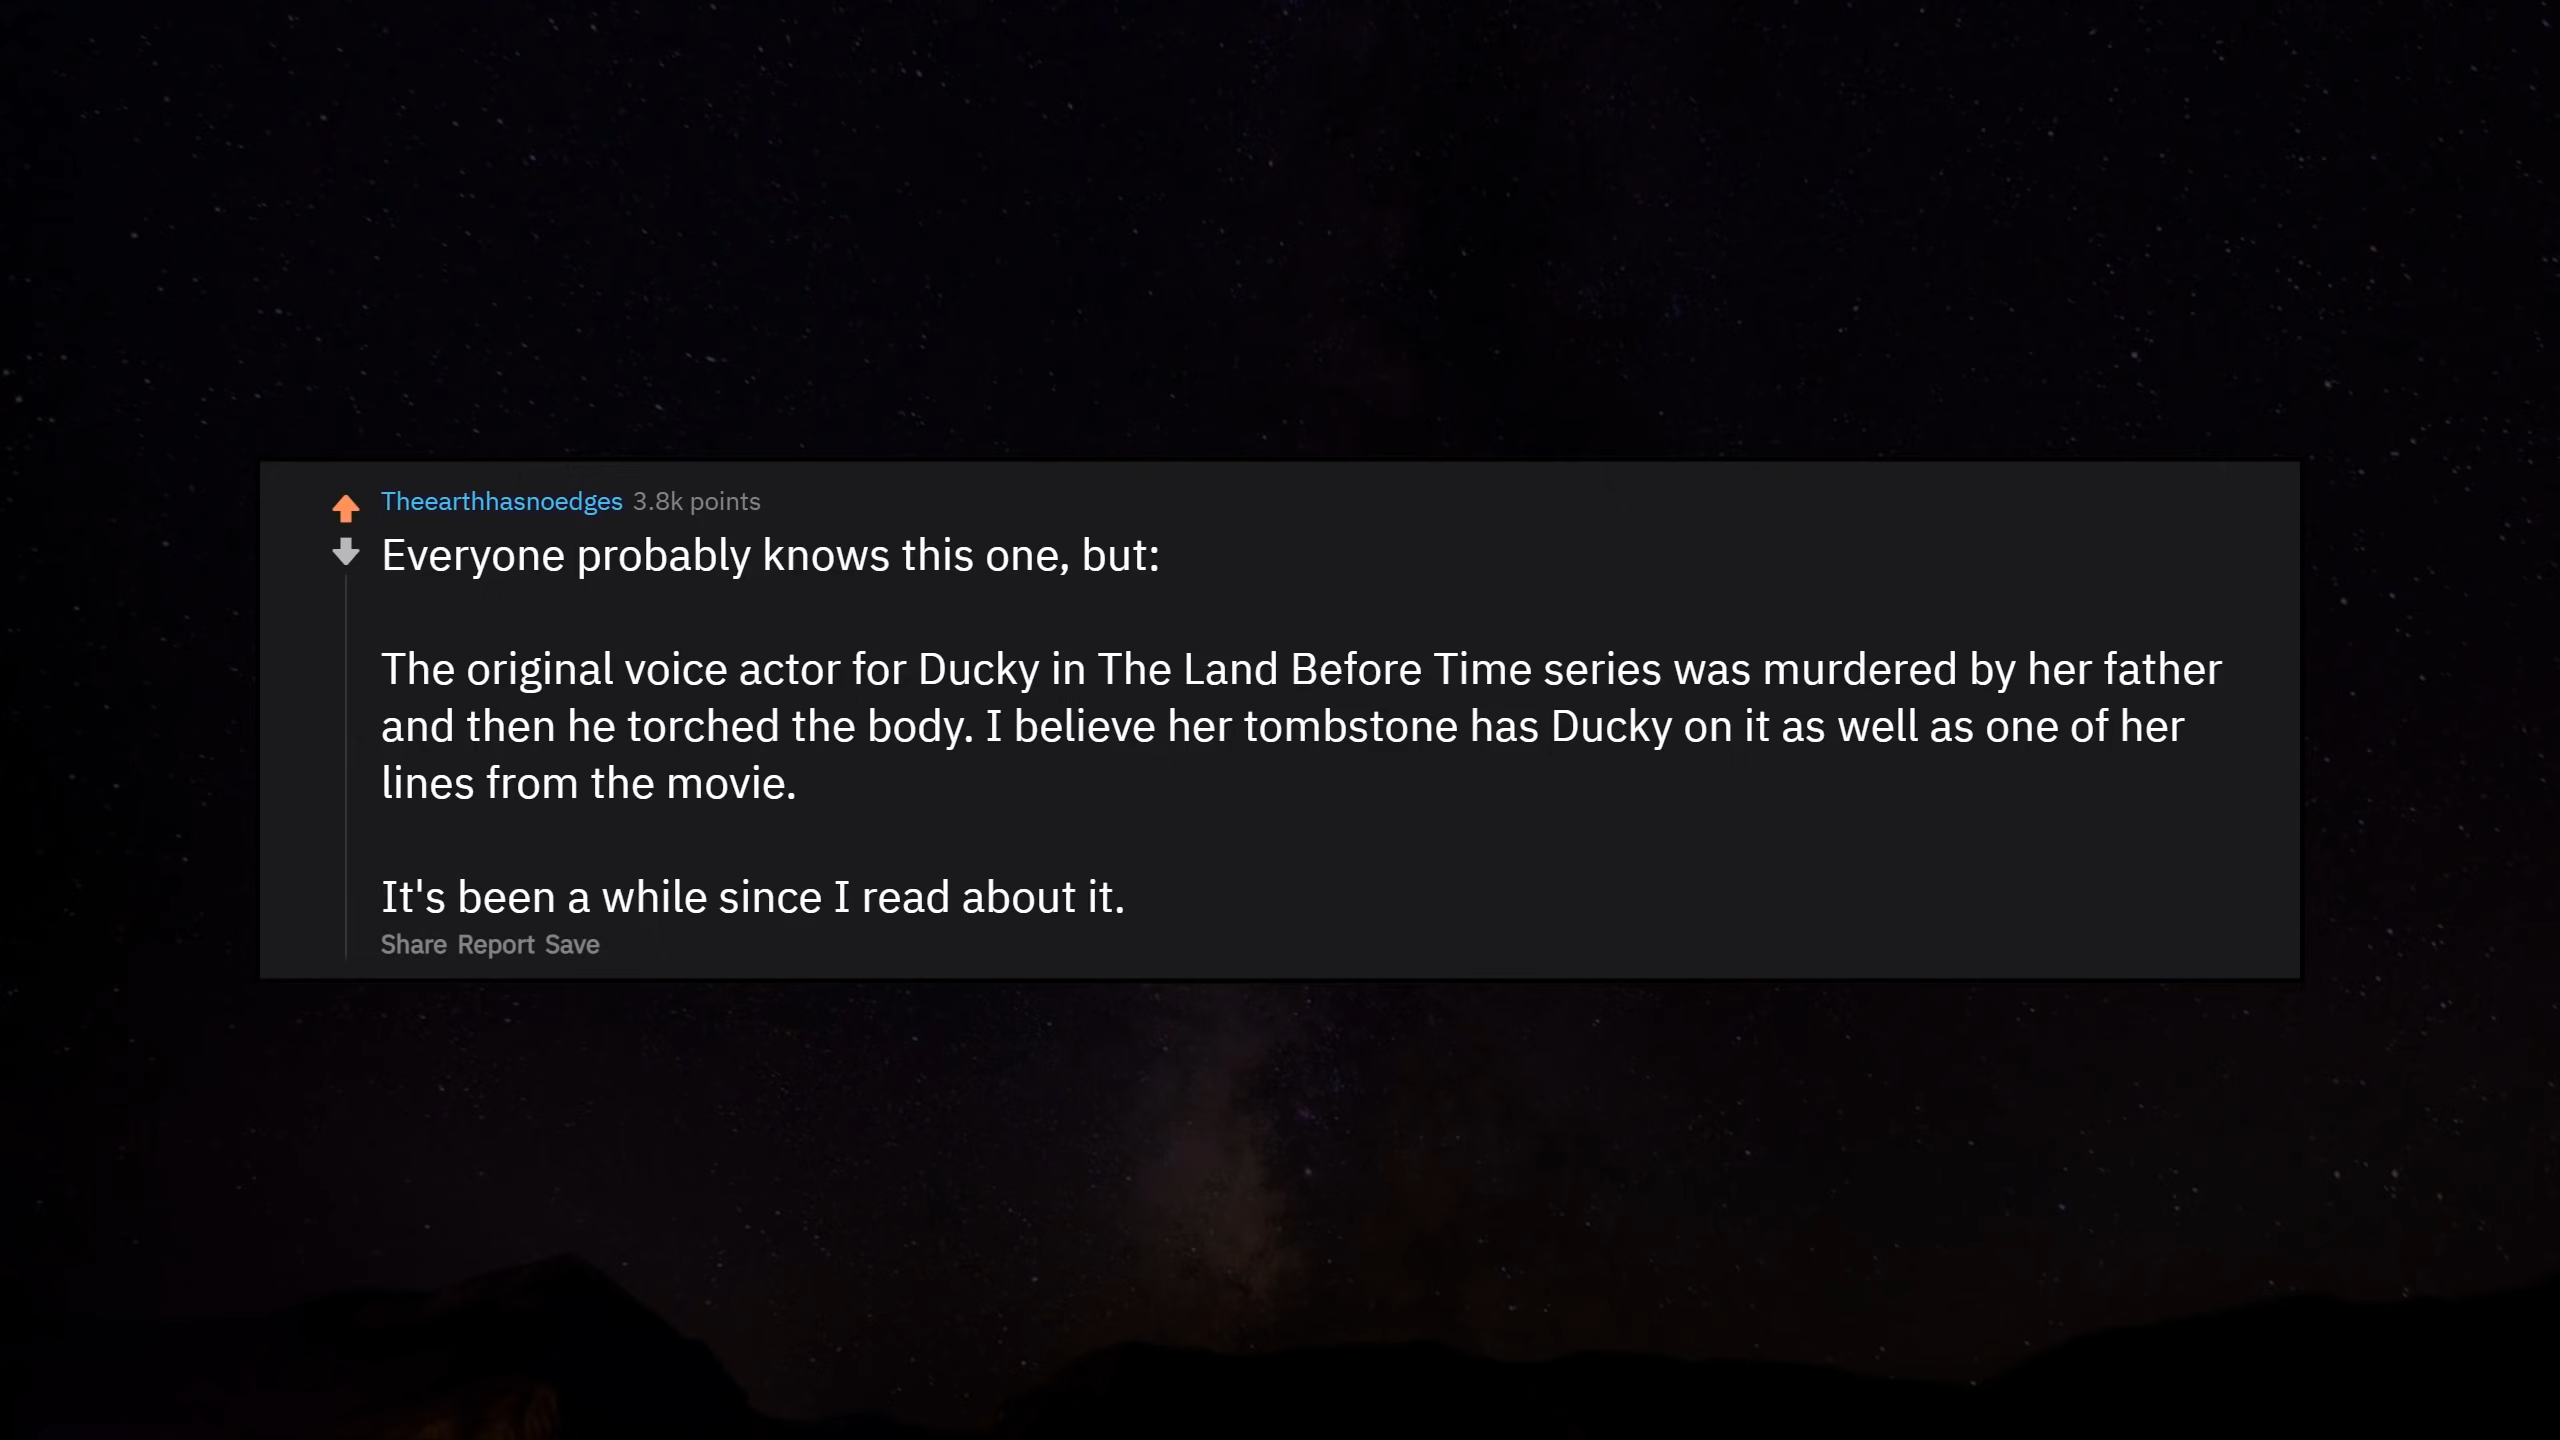 Theearthhasnoedges 3.8k points
Everyone probably knows this one, but:
The original voice actor for Ducky in The Land Before Time series was murdered by her father
and then he torched the body. I believe her tombstone has Ducky on it as well as one of her
lines from the movie.
It's been a while since I read about it.
Share Report Save